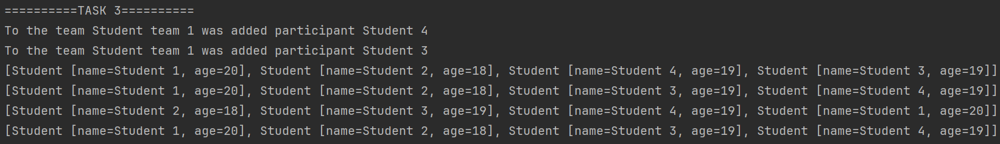 ==========TASK 3==========
To the team Student team 1 was added participant Student 4
To the team Student team 1 was added participant Student 3
[Student [name=Student 1, age=20], Student [name=Student 2, age=18], Student [name=Student 4, age=19], Student [name=Student 3, age=19]]
[Student [name=Student 1, age=20], Student [name=Student 2, age=18], Student [name=Student 3, age=19], Student [name=Student 4, age=19]]
[Student [name=Student 2, age=18], Student [name=Student 3, age=19], Student [name=Student 4, age=19], Student [name=Student 1, age=20]]
[Student [name=Student 1, age=20], Student [name=Student 2, age=18], Student [name=Student 3, age=19], Student [name=Student 4, age=19]]